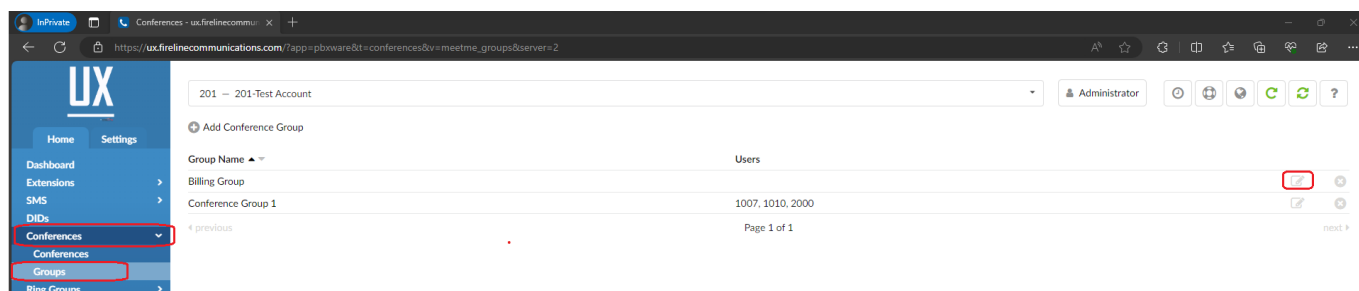 InPrivate
Conferences - ux.firelinecommun
https://ux.firelinecommunications.com/?app=pbxware&t=conferences&v=meetme_groups&server=2
UX
201 — 201-Test Account
Administrator
?
Add Conference Group
Home Settings
Group Name Users
Dashboard
Extensions
Billing Group
SMS
Conference Group 1 1007, 1010, 2000
DIDs
Conferences
previous Page 1 of 1 next
Conferences
Groups
Ring Groups